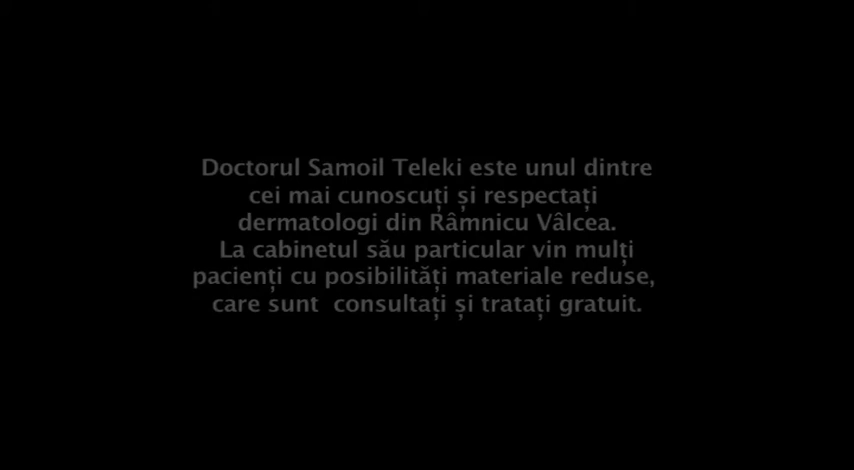 Doctorul Samoil Teleki este unul dintre
cei mai cunoscuți și respectați
dermatologi din Râmnicu Vâlcea.
La cabinetul său particular vin mulți
pacienți cu posibilități materiale reduse,
care sunt consultați și tratați gratuit.